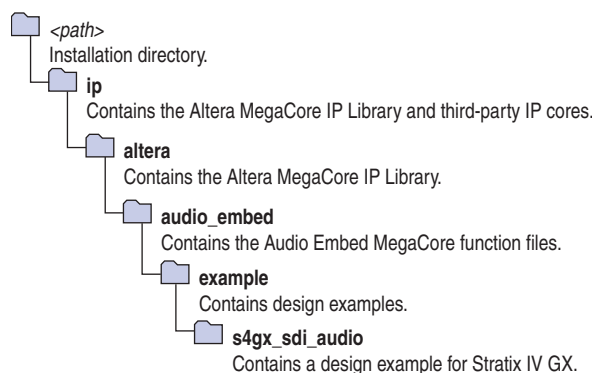 <path>
Installation directory.
ip
Contains the Altera MegaCore IP Library and third-party IP cores.
altera
Contains the Altera MegaCore IP Library.
audio_embed
Contains the Audio Embed MegaCore function files.
example
Contains design examples.
s4gx_sdi_audio
Contains a design example for Stratix IV GX.